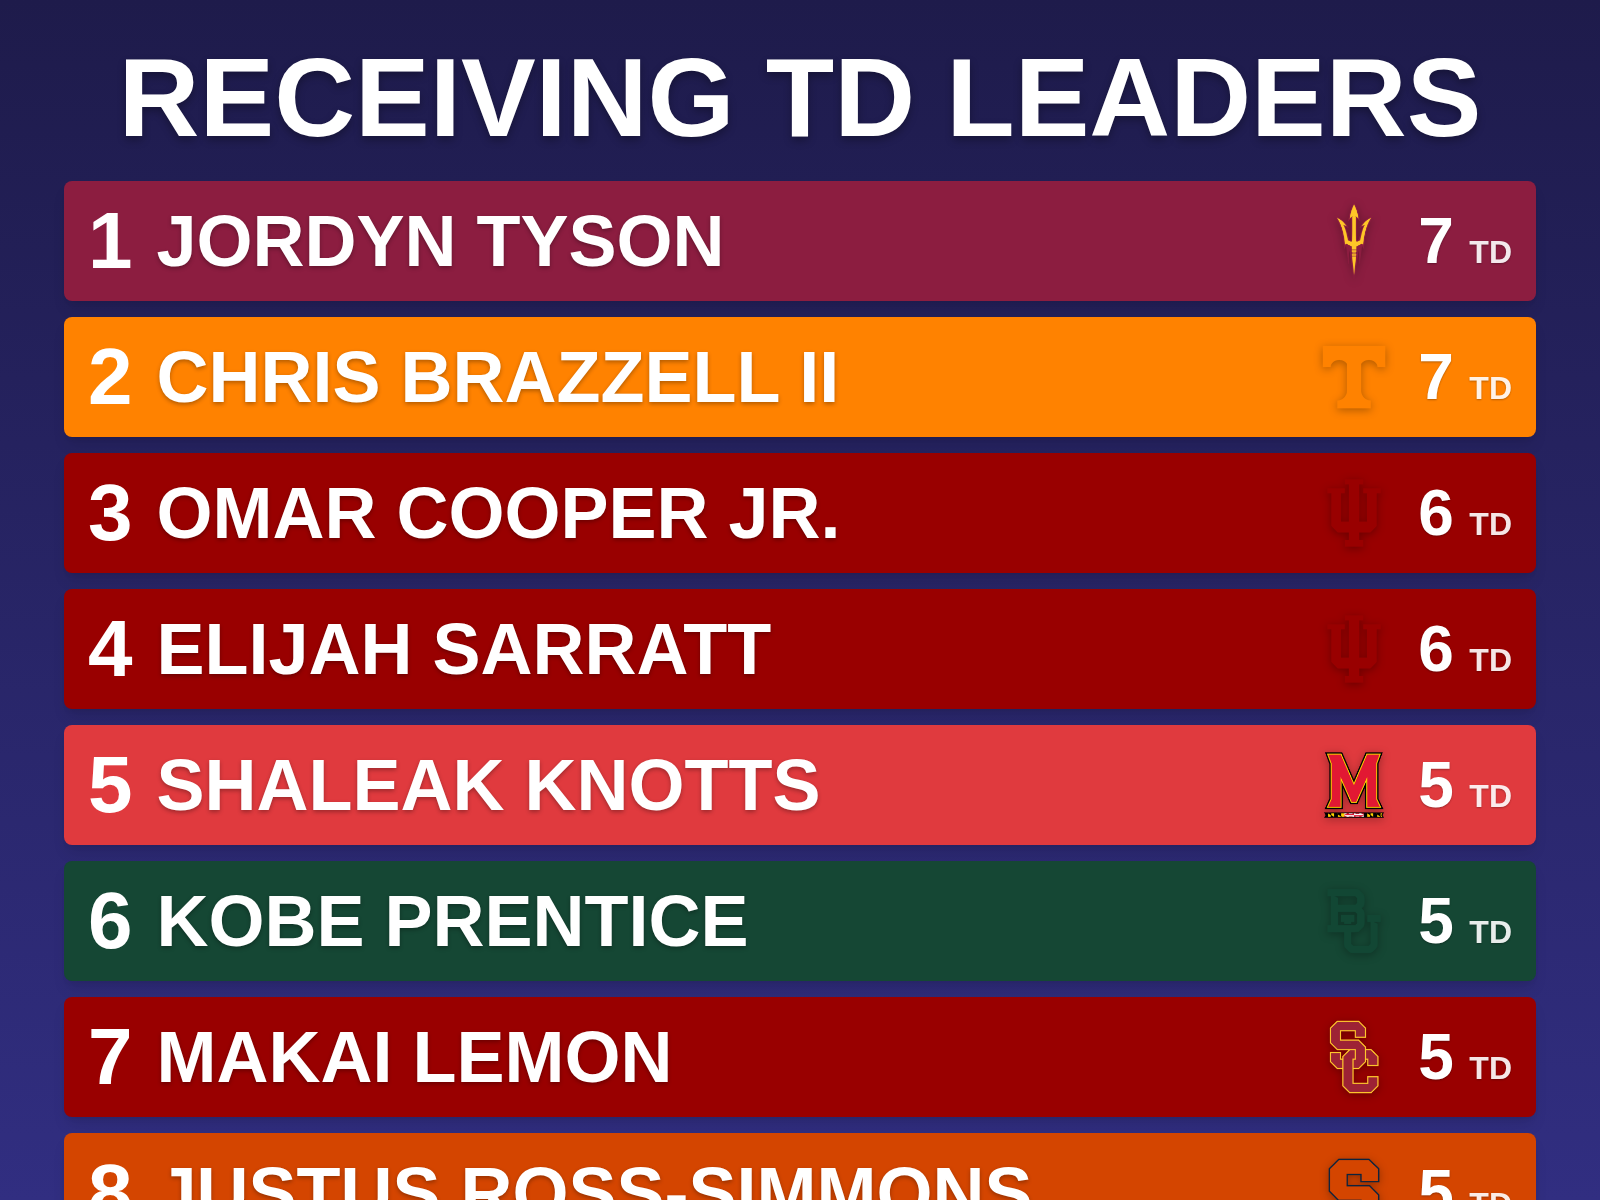 RECEIVING TD LEADERS
1 JORDYN TYSON 7 TD
2 CHRIS BRAZZELL II T 7 TD
3 OMAR COOPER JR. 6 TD
4 ELIJAH SARRATT 6 TD
5 SHALEAK KNOTTS M 5 TD
6 KOBE PRENTICE BU 5 TD
7 MAKAI LEMON SC 5 TD
8 JUSTUS ROSS-SIMMONS S 5 TD